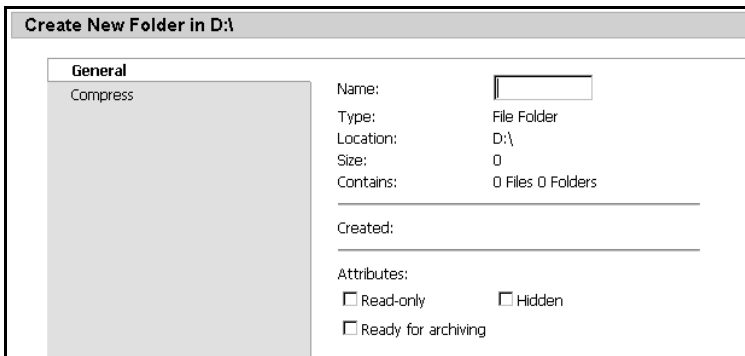 Create New Folder in D:\
General
Compress
Name:
Type: File Folder
Location: D:\
Size: 0
Contains: 0 Files 0 Folders
Created:
Attributes:
Read-only Hidden
Ready for archiving